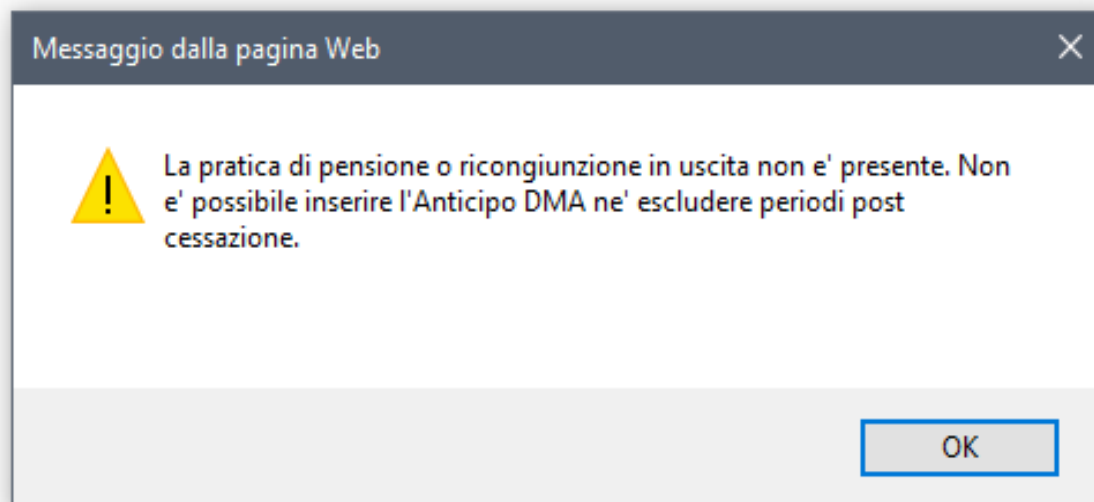 Messaggio dalla pagina Web
La pratica di pensione o ricongiunzione in uscita non e' presente. Non
e' possibile inserire l'Anticipo DMA ne' escludere periodi post
cessazione.
OK